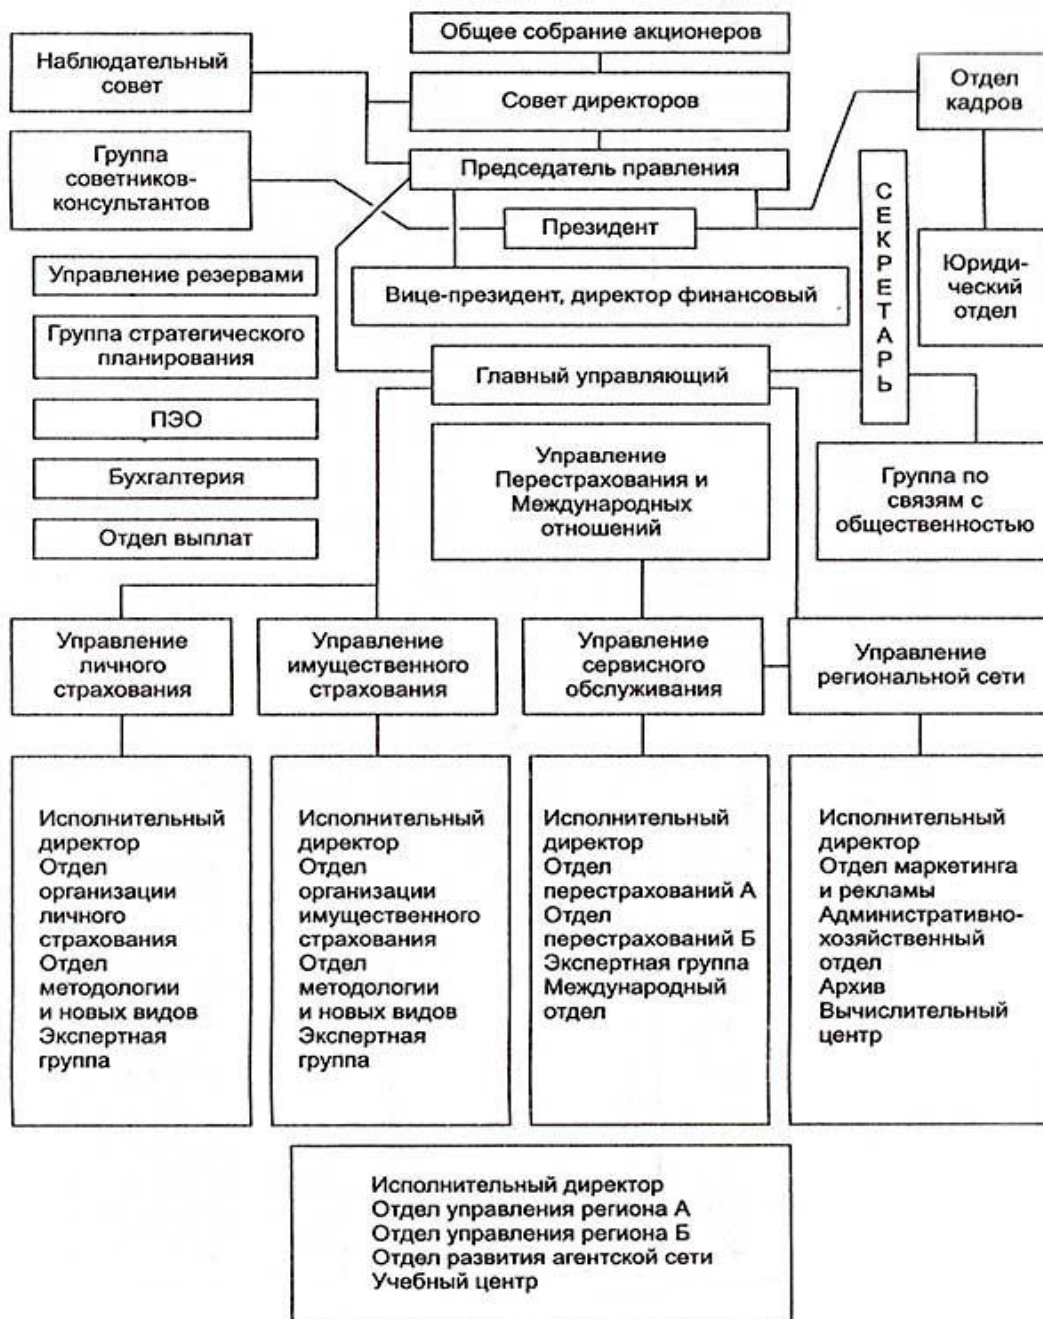 Общее собрание акционеров
Наблюдательный
совет
Совет директоров
Отдел
кадров
Группа
советников-
консультантов
Председатель правления
СЕКРЕТАРЬ
Президент
Юриди-
ический
отдел
Управление резервами
Вице-президент, директор финансовый
Группа стратегического
планирования
Главный управляющий
ПЭО
Управление
Перестрахования и
Международных
отношений
Группа по
связям с
общественностью
Бухгалтерия
Отдел выплат
Управление
личного
страхования
Управление
имущественного
страхования
Управление
сервисного
обслуживания
Управление
региональной сети
Исполнительный
директор
Отдел
организации
личного
страхования
Отдел
методологии
и новых видов
Экспертная
группа
Исполнительный
директор
Отдел
организации
имущественного
страхования
Отдел
методологии
и новых видов
Экспертная
группа
Исполнительный
директор
Отдел
перестрахований А
Отдел
перестрахований Б
Экспертная группа
Международный
отдел
Исполнительный
директор
Отдел маркетинга
и рекламы
Административно-
хозяйственный
отдел
Архив
Вычислительный
центр
Исполнительный директор
Отдел управления региона А
Отдел управления региона Б
Отдел развития агентской сети
Учебный центр